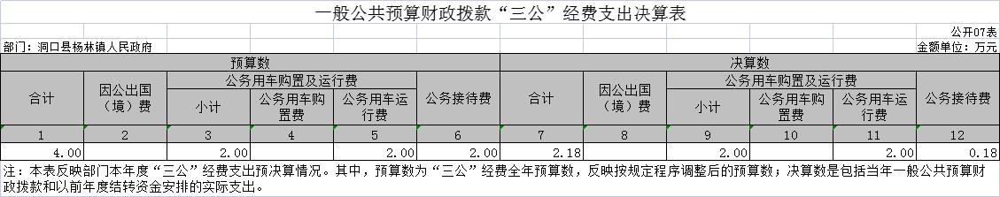 一般公共预算财政拨款“三公”经费支出决算表
公开07表
部门：洞口县杨林镇人民政府 金额单位：万元
预算数 决算数
合计 因公出国（境）费 公务用车购置及运行费 公务接待费 合计 因公出国（境）费 公务用车购置及运行费 公务接待费
小计 公务用车购置费 公务用车运行费 小计 公务用车购置费 公务用车运行费
1 2 3 4 5 6 7 8 9 10 11 12
4.00 2.00 2.00 2.00 2.18 2.00 2.00 0.18
注：本表反映部门本年度“三公”经费支出预决算情况。其中，预算数为“三公”经费全年预算数，反映按规定程序调整后的预算数；决算数是包括当年一般公共预算财
政拨款和以前年度结转资金安排的实际支出。